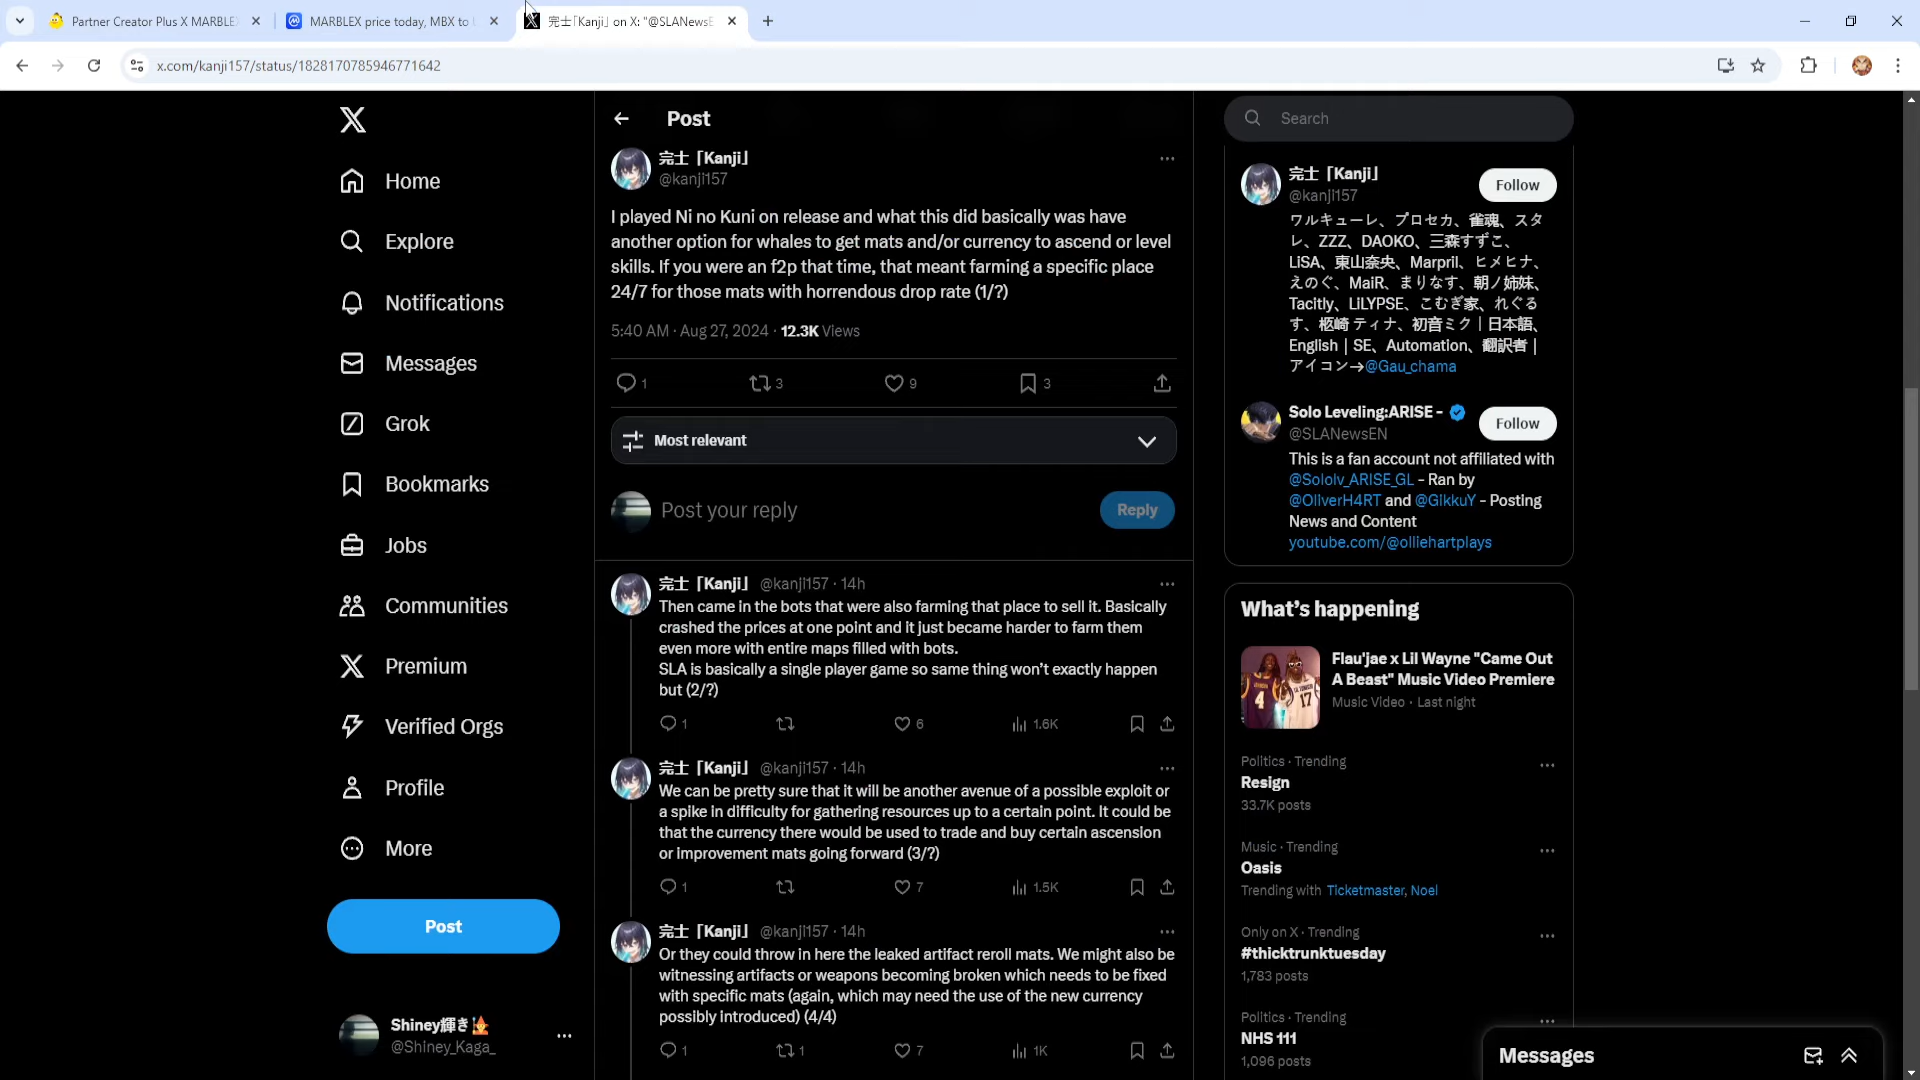 Partner Creator Plus X MARBLE
MARBLEX price today, MBX to
完士「Kanji」 on X: "@SLANewsE
x.com/kanji157/status/1828170785946771642
Home
Explore
Notifications
Messages
Grok
Bookmarks
Jobs
Communities
Premium
Verified Orgs
Profile
More
Post
Shiney輝き
@Shiney_Kaga_
Post
完士「Kanji」
@kanji157
I played Ni no Kuni on release and what this did basically was have
another option for whales to get mats and/or currency to ascend or level
skills. If you were an f2p that time, that meant farming a specific place
24/7 for those mats with horrendous drop rate (1/?)
5:40 AM · Aug 27, 2024 · 12.3K Views
1 3 9 3
Most relevant
Post your reply
Reply
完士「Kanji」 @kanji157 · 14h
Then came in the bots that were also farming that place to sell it. Basically
crashed the prices at one point and it just became harder to farm them
even more with entire maps filled with bots.
SLA is basically a single player game so same thing won't exactly happen
but (2/?)
1 6 1.6K
完士「Kanji」 @kanji157 · 14h
We can be pretty sure that it will be another avenue of a possible exploit or
a spike in difficulty for gathering resources up to a certain point. It could be
that the currency there would be used to trade and buy certain ascension
or improvement mats going forward (3/?)
1 7 1.5K
完士「Kanji」 @kanji157 · 14h
Or they could throw in here the leaked artifact reroll mats. We might also be
witnessing artifacts or weapons becoming broken which needs to be fixed
with specific mats (again, which may need the use of the new currency
possibly introduced) (4/4)
1 1 7 1K
Search
完士「Kanji」
@kanji157
Follow
ワルキューレ、プロセカ、雀魂、スタ
レ、ZZZ、DAOKO、三森すずこ、
LiSA、東山奈央、Marpril、ヒメヒナ、
えのぐ、MaiR、まりなす、朝ノ姉妹、
Tacitly、LiLYPSE、こむぎ家、れぐる
す、柩崎 ティナ、初音ミク｜日本語、
English｜SE、Automation、翻訳者｜
アイコン→@Gau_chama
Solo Leveling:ARISE -
@SLANewsEN
Follow
This is a fan account not affiliated with
@Sololv_ARISE_GL - Ran by
@OliverH4RT and @GikkuY - Posting
News and Content
youtube.com/@olliehartplays
What's happening
Flau'jae x Lil Wayne "Came Out
A Beast" Music Video Premiere
Music Video · Last night
Politics · Trending
Resign
33.7K posts
Music · Trending
Oasis
Trending with Ticketmaster, Noel
Only on X · Trending
#thicktrunktuesday
1,783 posts
Politics · Trending
NHS 111
1,096 posts
Messages